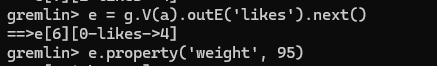 gremlin> e = g.V(a).outE('likes').next()
==>e[6][0-likes->4]
gremlin> e.property('weight', 95)